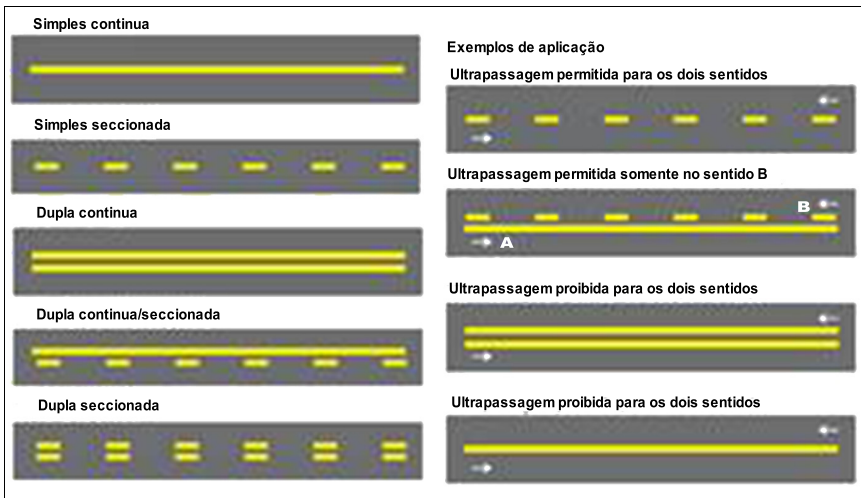 Simples continua
Simples seccionada
Dupla continua
Dupla continua/seccionada
Dupla seccionada
Exemplos de aplicação
Ultrapassagem permitida para os dois sentidos
Ultrapassagem permitida somente no sentido B
B
A
Ultrapassagem proibida para os dois sentidos
Ultrapassagem proibida para os dois sentidos